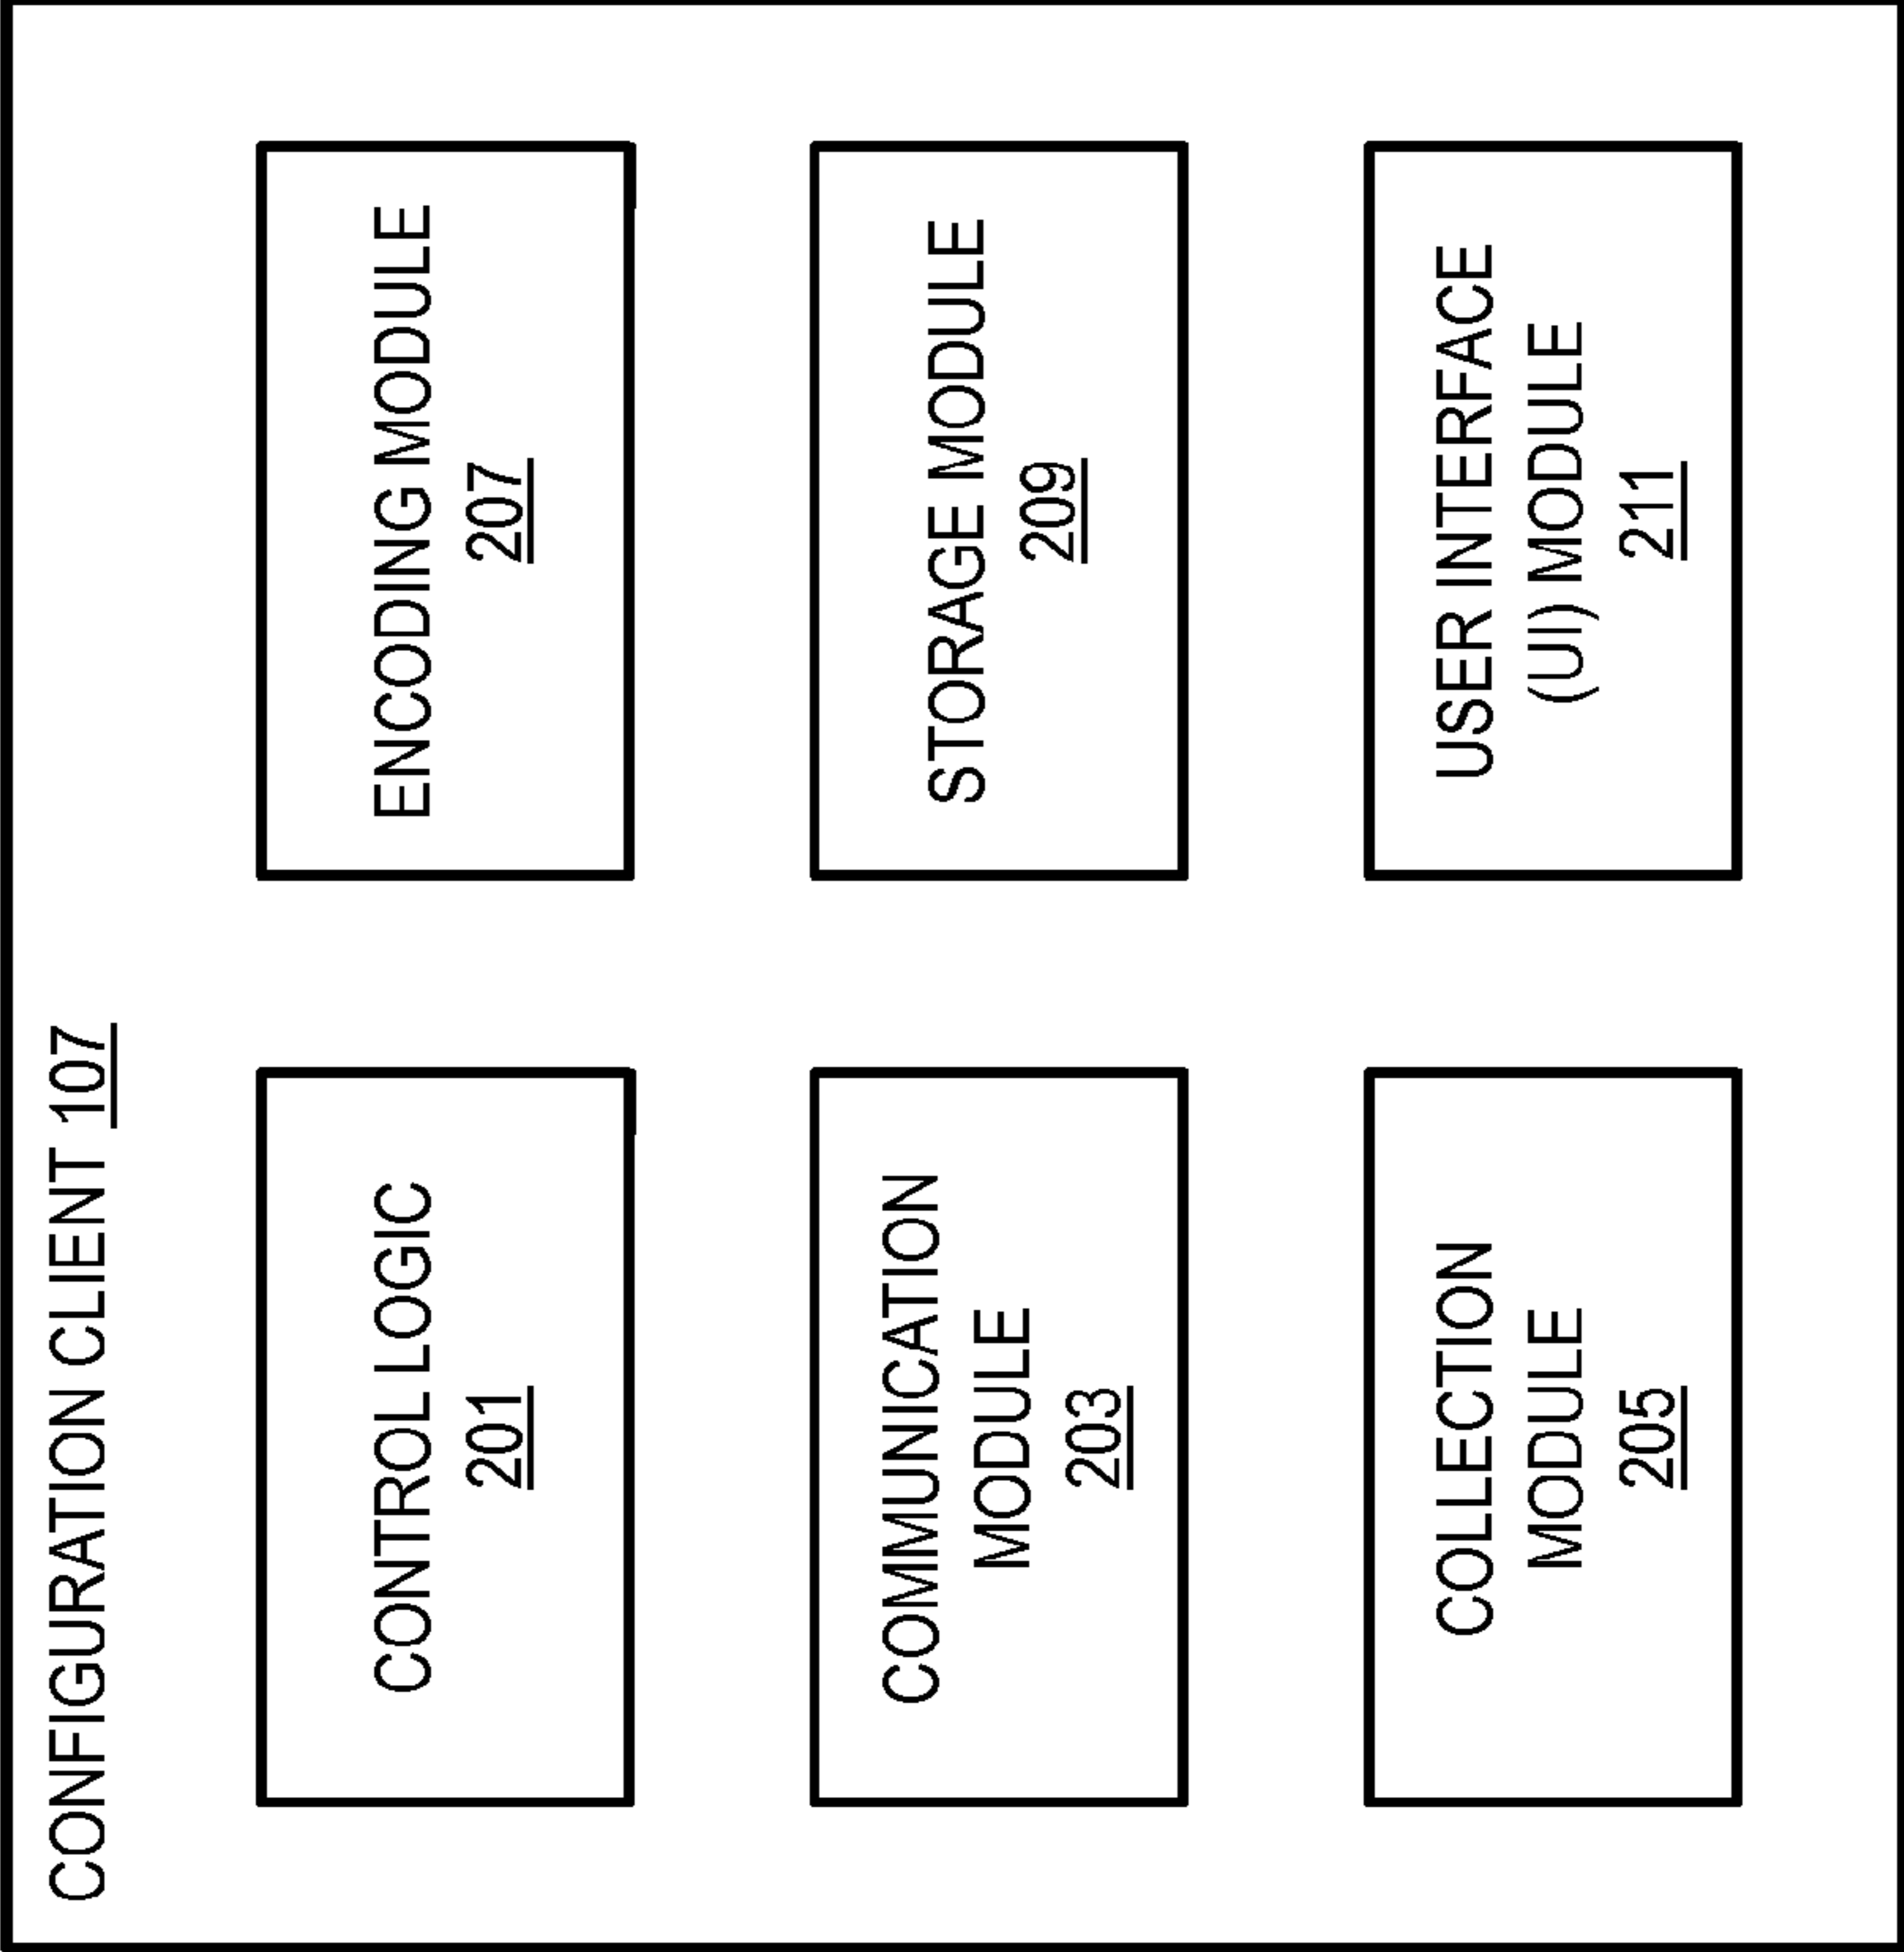 CONFIGURATION CLIENT 107
CONTROL LOGIC
201
COMMUNICATION
MODULE
203
COLLECTION
MODULE
205
ENCODING MODULE
207
STORAGE MODULE
209
USER INTERFACE
(UI) MODULE
211